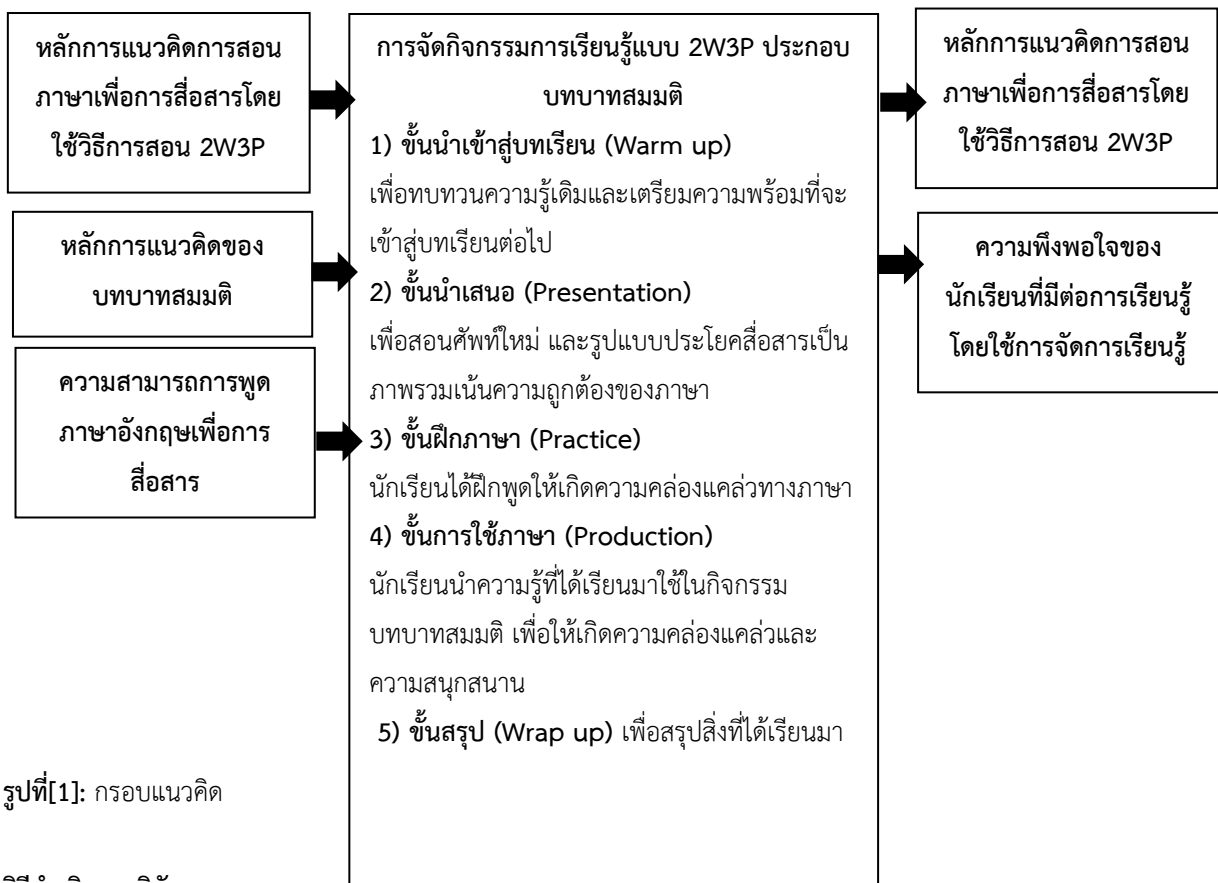 หลักการแนวคิดการสอน
ภาษาเพื่อการสื่อสารโดย
ใช้วิธีการสอน 2W3P
หลักการแนวคิดของ
บทบาทสมมติ
ความสามารถการพูด
ภาษาอังกฤษเพื่อการ
สื่อสาร
การจัดกิจกรรมการเรียนรู้แบบ 2W3P ประกอบ
บทบาทสมมติ
1) ขั้นนำเข้าสู่บทเรียน (Warm up)
เพื่อทบทวนความรู้เดิมและเตรียมความพร้อมที่จะ
เข้าสู่บทเรียนต่อไป
2) ขั้นนำเสนอ (Presentation)
เพื่อสอนศัพท์ใหม่ และรูปแบบประโยคสื่อสารเป็น
ภาพรวมเน้นความถูกต้องของภาษา
3) ขั้นฝึกภาษา (Practice)
นักเรียนได้ฝึกพูดให้เกิดความคล่องแคล่วทางภาษา
4) ขั้นการใช้ภาษา (Production)
นักเรียนนำความรู้ที่ได้เรียนมาใช้ในกิจกรรม
บทบาทสมมติ เพื่อให้เกิดความคล่องแคล่วและ
ความสนุกสนาน
5) ขั้นสรุป (Wrap up) เพื่อสรุปสิ่งที่ได้เรียนมา
หลักการแนวคิดการสอน
ภาษาเพื่อการสื่อสารโดย
ใช้วิธีการสอน 2W3P
ความพึงพอใจของ
นักเรียนที่มีต่อการเรียนรู้
โดยใช้การจัดการเรียนรู้
รูปที่[1]: กรอบแนวคิด